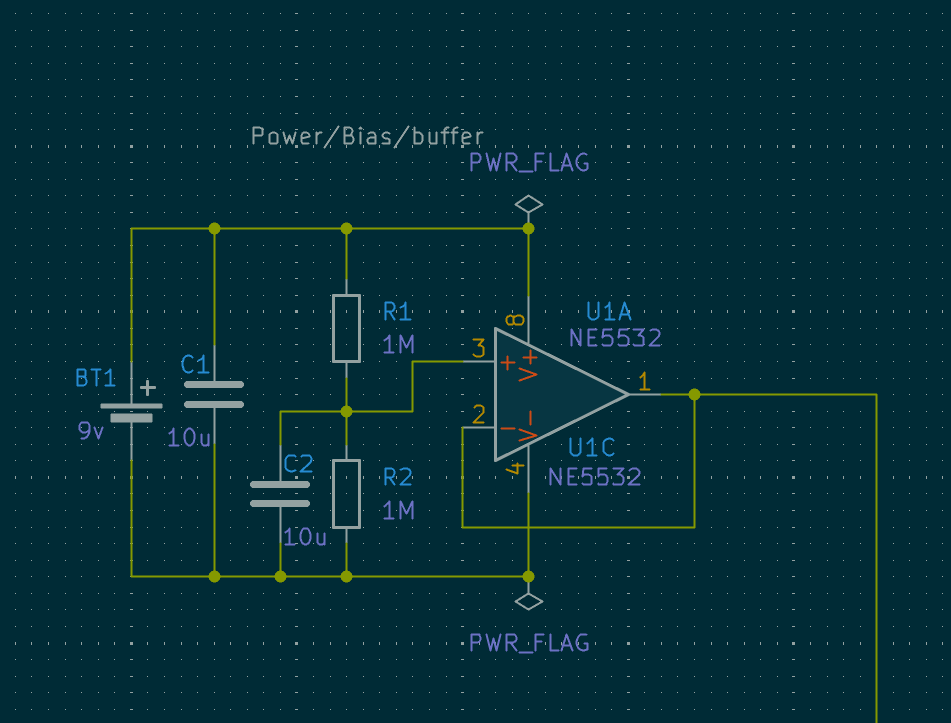 Power/Bias/buffer
PWR_FLAG
R1
1M
U1A
NE5532
8
3
+
V+
1
BT1
+
9v
C1
10u
2
-
V-
4
U1C
NE5532
C2
10u
R2
1M
PWR_FLAG